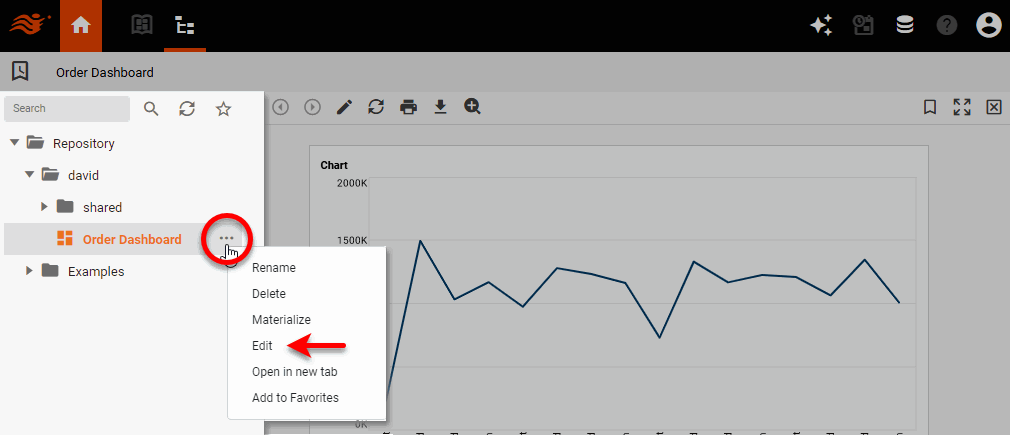 Order Dashboard
Search
Repository
david
shared
Order Dashboard
Examples
Rename
Delete
Materialize
Edit
Open in new tab
Add to Favorites
Chart
2000K
1500K
0K